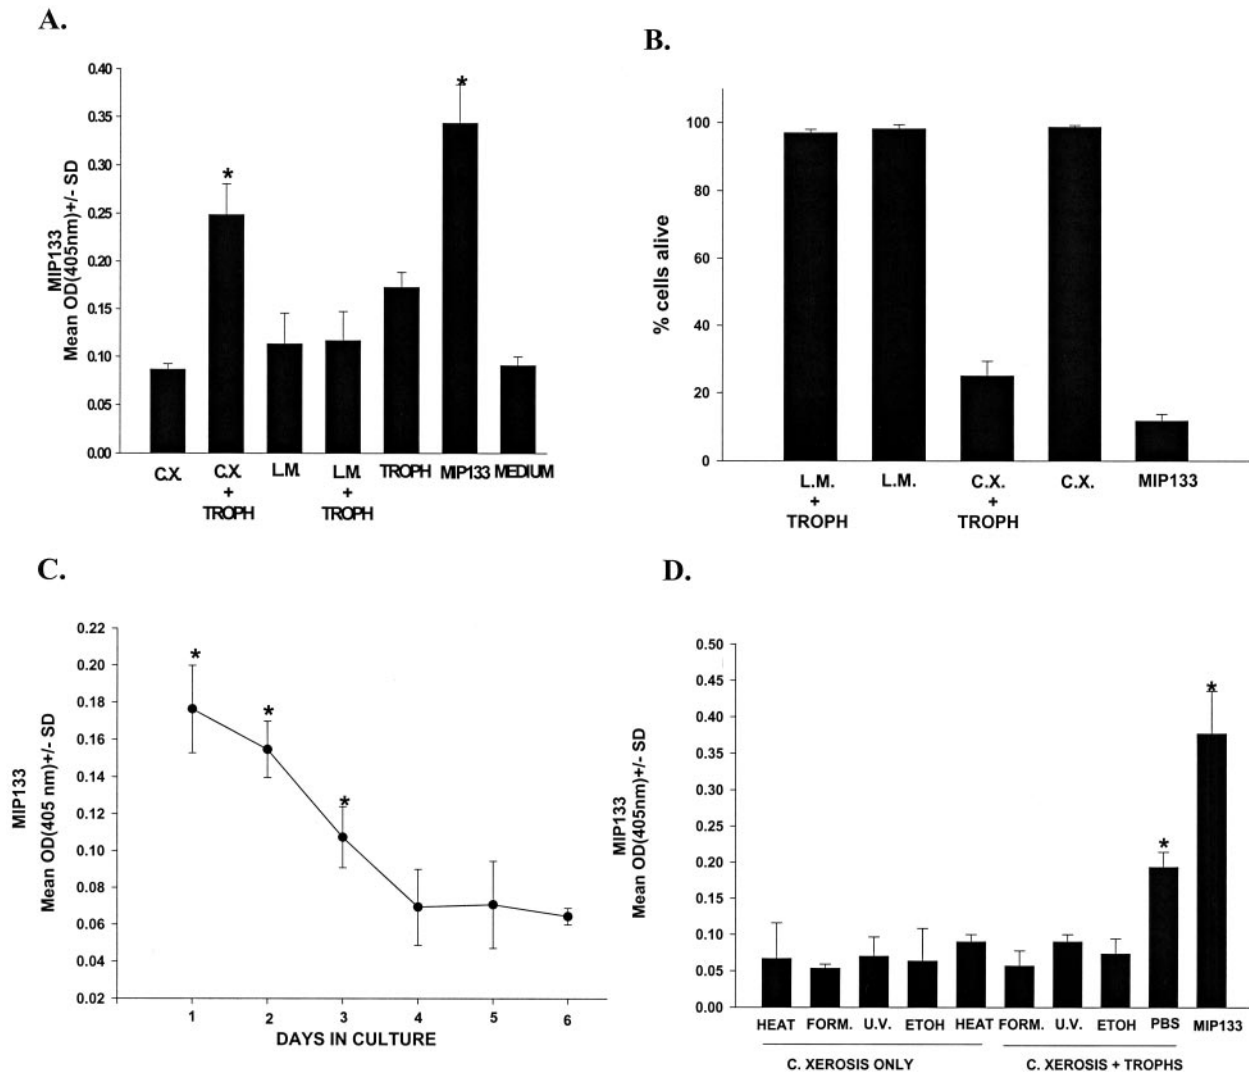 A.
MIP133
Mean OD(405nm)+/- SD
0.40
0.35
0.30
0.25
0.20
0.15
0.10
0.05
0.00
*
*
C.X.
C.X.
+
TROPH
L.M.
L.M.
+
TROPH
TROPH
MIP133
MEDIUM
B.
% cells alive
100
80
60
40
20
0
L.M.
+
TROPH
L.M.
C.X.
+
TROPH
C.X.
MIP133
C.
MIP133
Mean OD(405 nm)+/- SD
0.22
0.20
0.18
0.16
0.14
0.12
0.10
0.08
0.06
0.04
0.02
*
*
*
1 2 3 4 5 6
DAYS IN CULTURE
D.
MIP133
Mean OD(405nm)+/- SD
0.50
0.45
0.40
0.35
0.30
0.25
0.20
0.15
0.10
0.05
0.00
*
*
HEAT FORM. U.V. ETOH HEAT FORM. U.V. ETOH PBS MIP133
C. XEROSIS ONLY C. XEROSIS + TROPHS